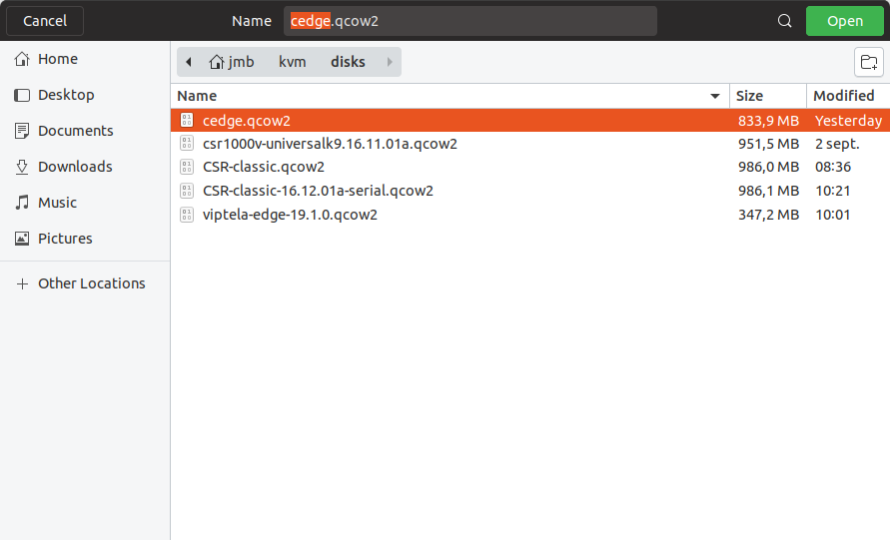 Cancel Name cedge.qcow2 Open
Home
Desktop
Documents
Downloads
Music
Pictures
Other Locations
jmb kvm disks
Name Size Modified
cedge.qcow2 833,9 MB Yesterday
csr1000v-universalk9.16.11.01a.qcow2 951,5 MB 2 sept.
CSR-classic.qcow2 986,0 MB 08:36
CSR-classic-16.12.01a-serial.qcow2 986,1 MB 10:21
viptela-edge-19.1.0.qcow2 347,2 MB 10:01